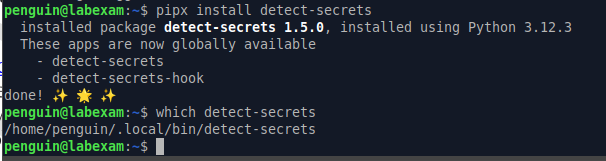 penguin@labexam:~$ pipx install detect-secrets
  installed package detect-secrets 1.5.0, installed using Python 3.12.3
  These apps are now globally available
    - detect-secrets
    - detect-secrets-hook
done! ✨ 🌟 ✨
penguin@labexam:~$ which detect-secrets
/home/penguin/.local/bin/detect-secrets
penguin@labexam:~$